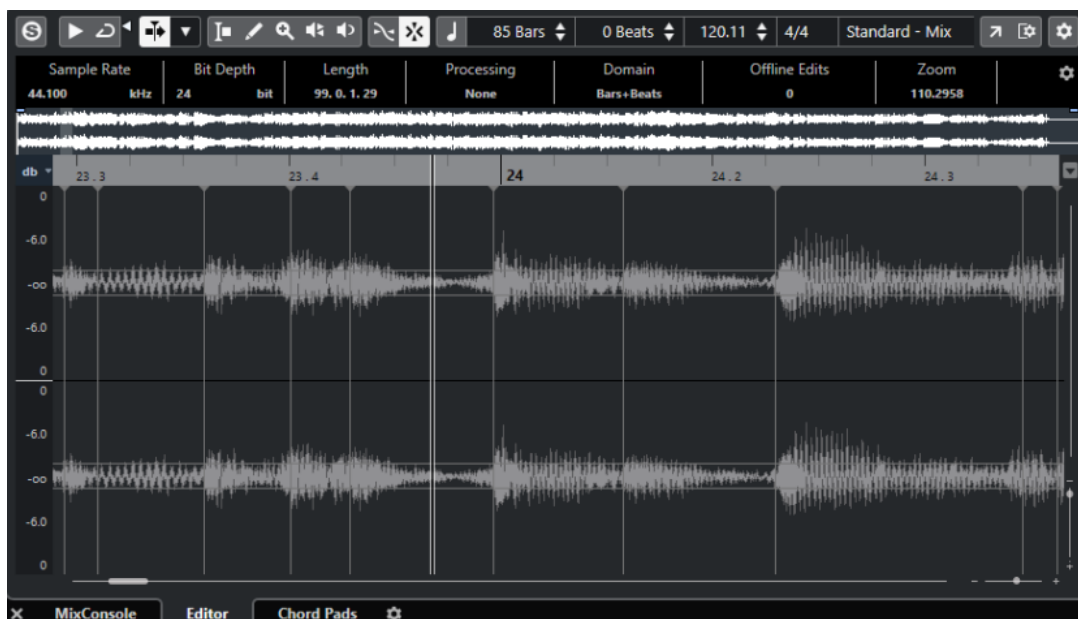 85 Bars 0 Beats 120.11 4/4 Standard - Mix
Sample Rate Bit Depth Length Processing Domain Offline Edits Zoom
44.100 kHz 24 bit 99. 0. 1. 29 None Bars+Beats 0 110.2958
db 23.3 23.4 24 24.2 24.3
0
-6.0
-oo
-6.0
0
0
-6.0
-oo
-6.0
0
MixConsole Editor Chord Pads